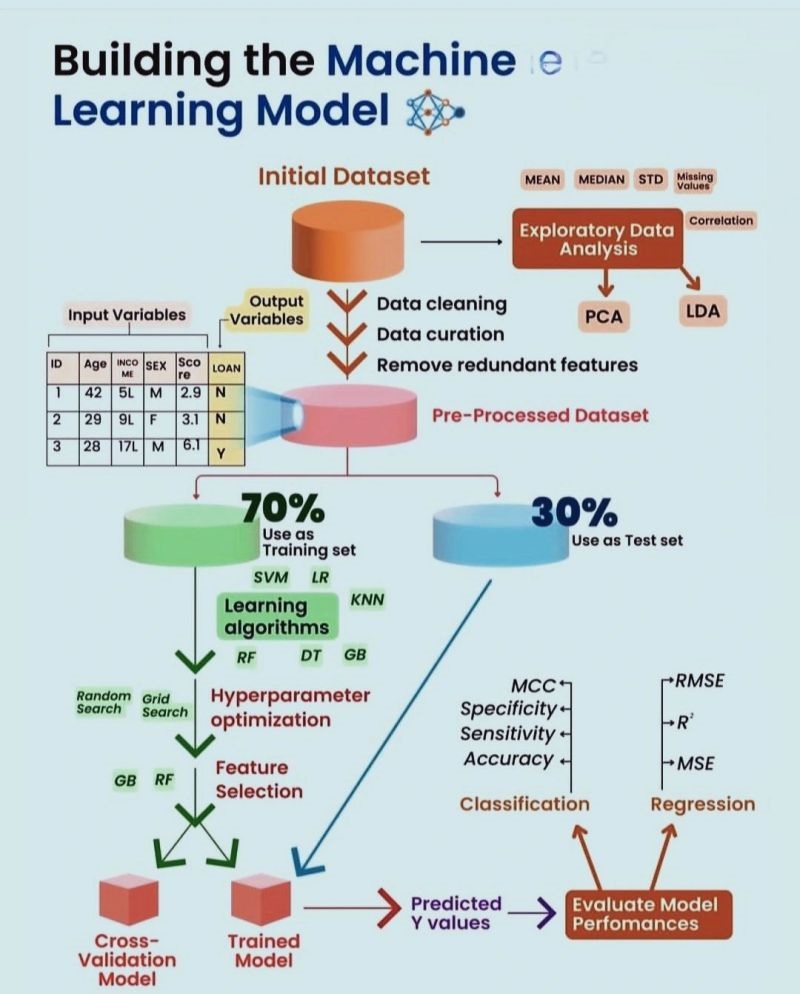 Building the Machine
Learning Model
Initial Dataset
MEAN MEDIAN STD Missing
Values
Exploratory Data
Analysis
Correlation
PCA
LDA
Data cleaning
Data curation
Remove redundant features
Input Variables
Output
Variables
ID Age INCO SEX Sco LOAN
ME re
1 42 5L M 2.9 N
2 29 9L F 3.1 N
3 28 17L M 6.1 Y
Pre-Processed Dataset
70%
Use as
Training set
30%
Use as Test set
SVM LR
Learning
algorithms
KNN
RF DT GB
Random
Search
Grid
Search
Hyperparameter
optimization
GB RF
Feature
Selection
MCC
Specificity
Sensitivity
Accuracy
Classification
RMSE
R²
MSE
Regression
Cross-
Validation
Model
Trained
Model
Predicted
Y values
Evaluate Model
Perfomances